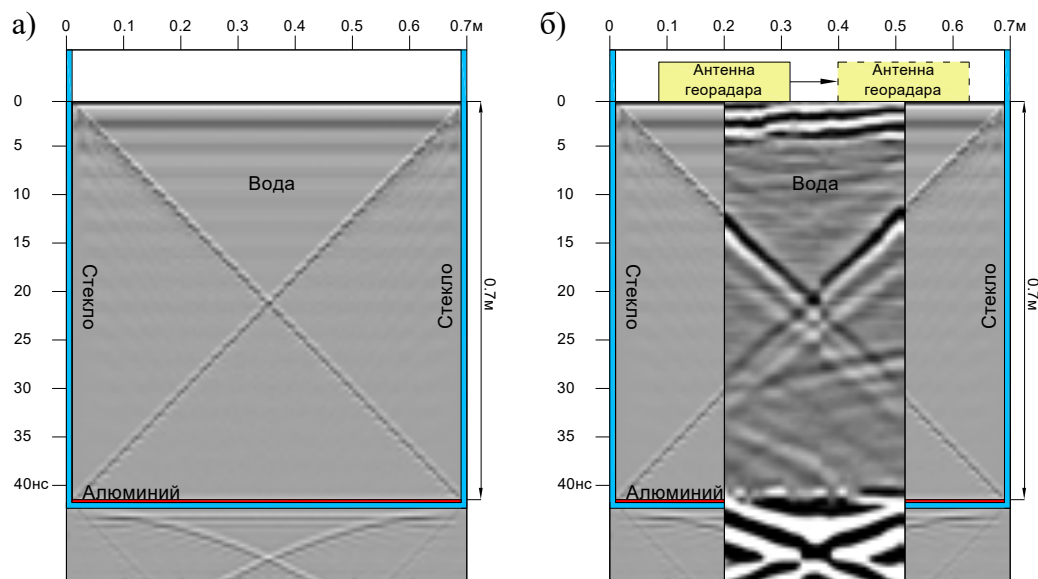 а)
0 0.1 0.2 0.3 0.4 0.5 0.6 0.7м
0
5
10
15
20
25
30
35
40нс
Вода
Стекло
Стекло
0.7м
Алюминий
б)
0 0.1 0.2 0.3 0.4 0.5 0.6 0.7м
Антенна
георадара
Антенна
георадара
0
5
10
15
20
25
30
35
40нс
Вода
Стекло
Стекло
0.7м
Алюминий